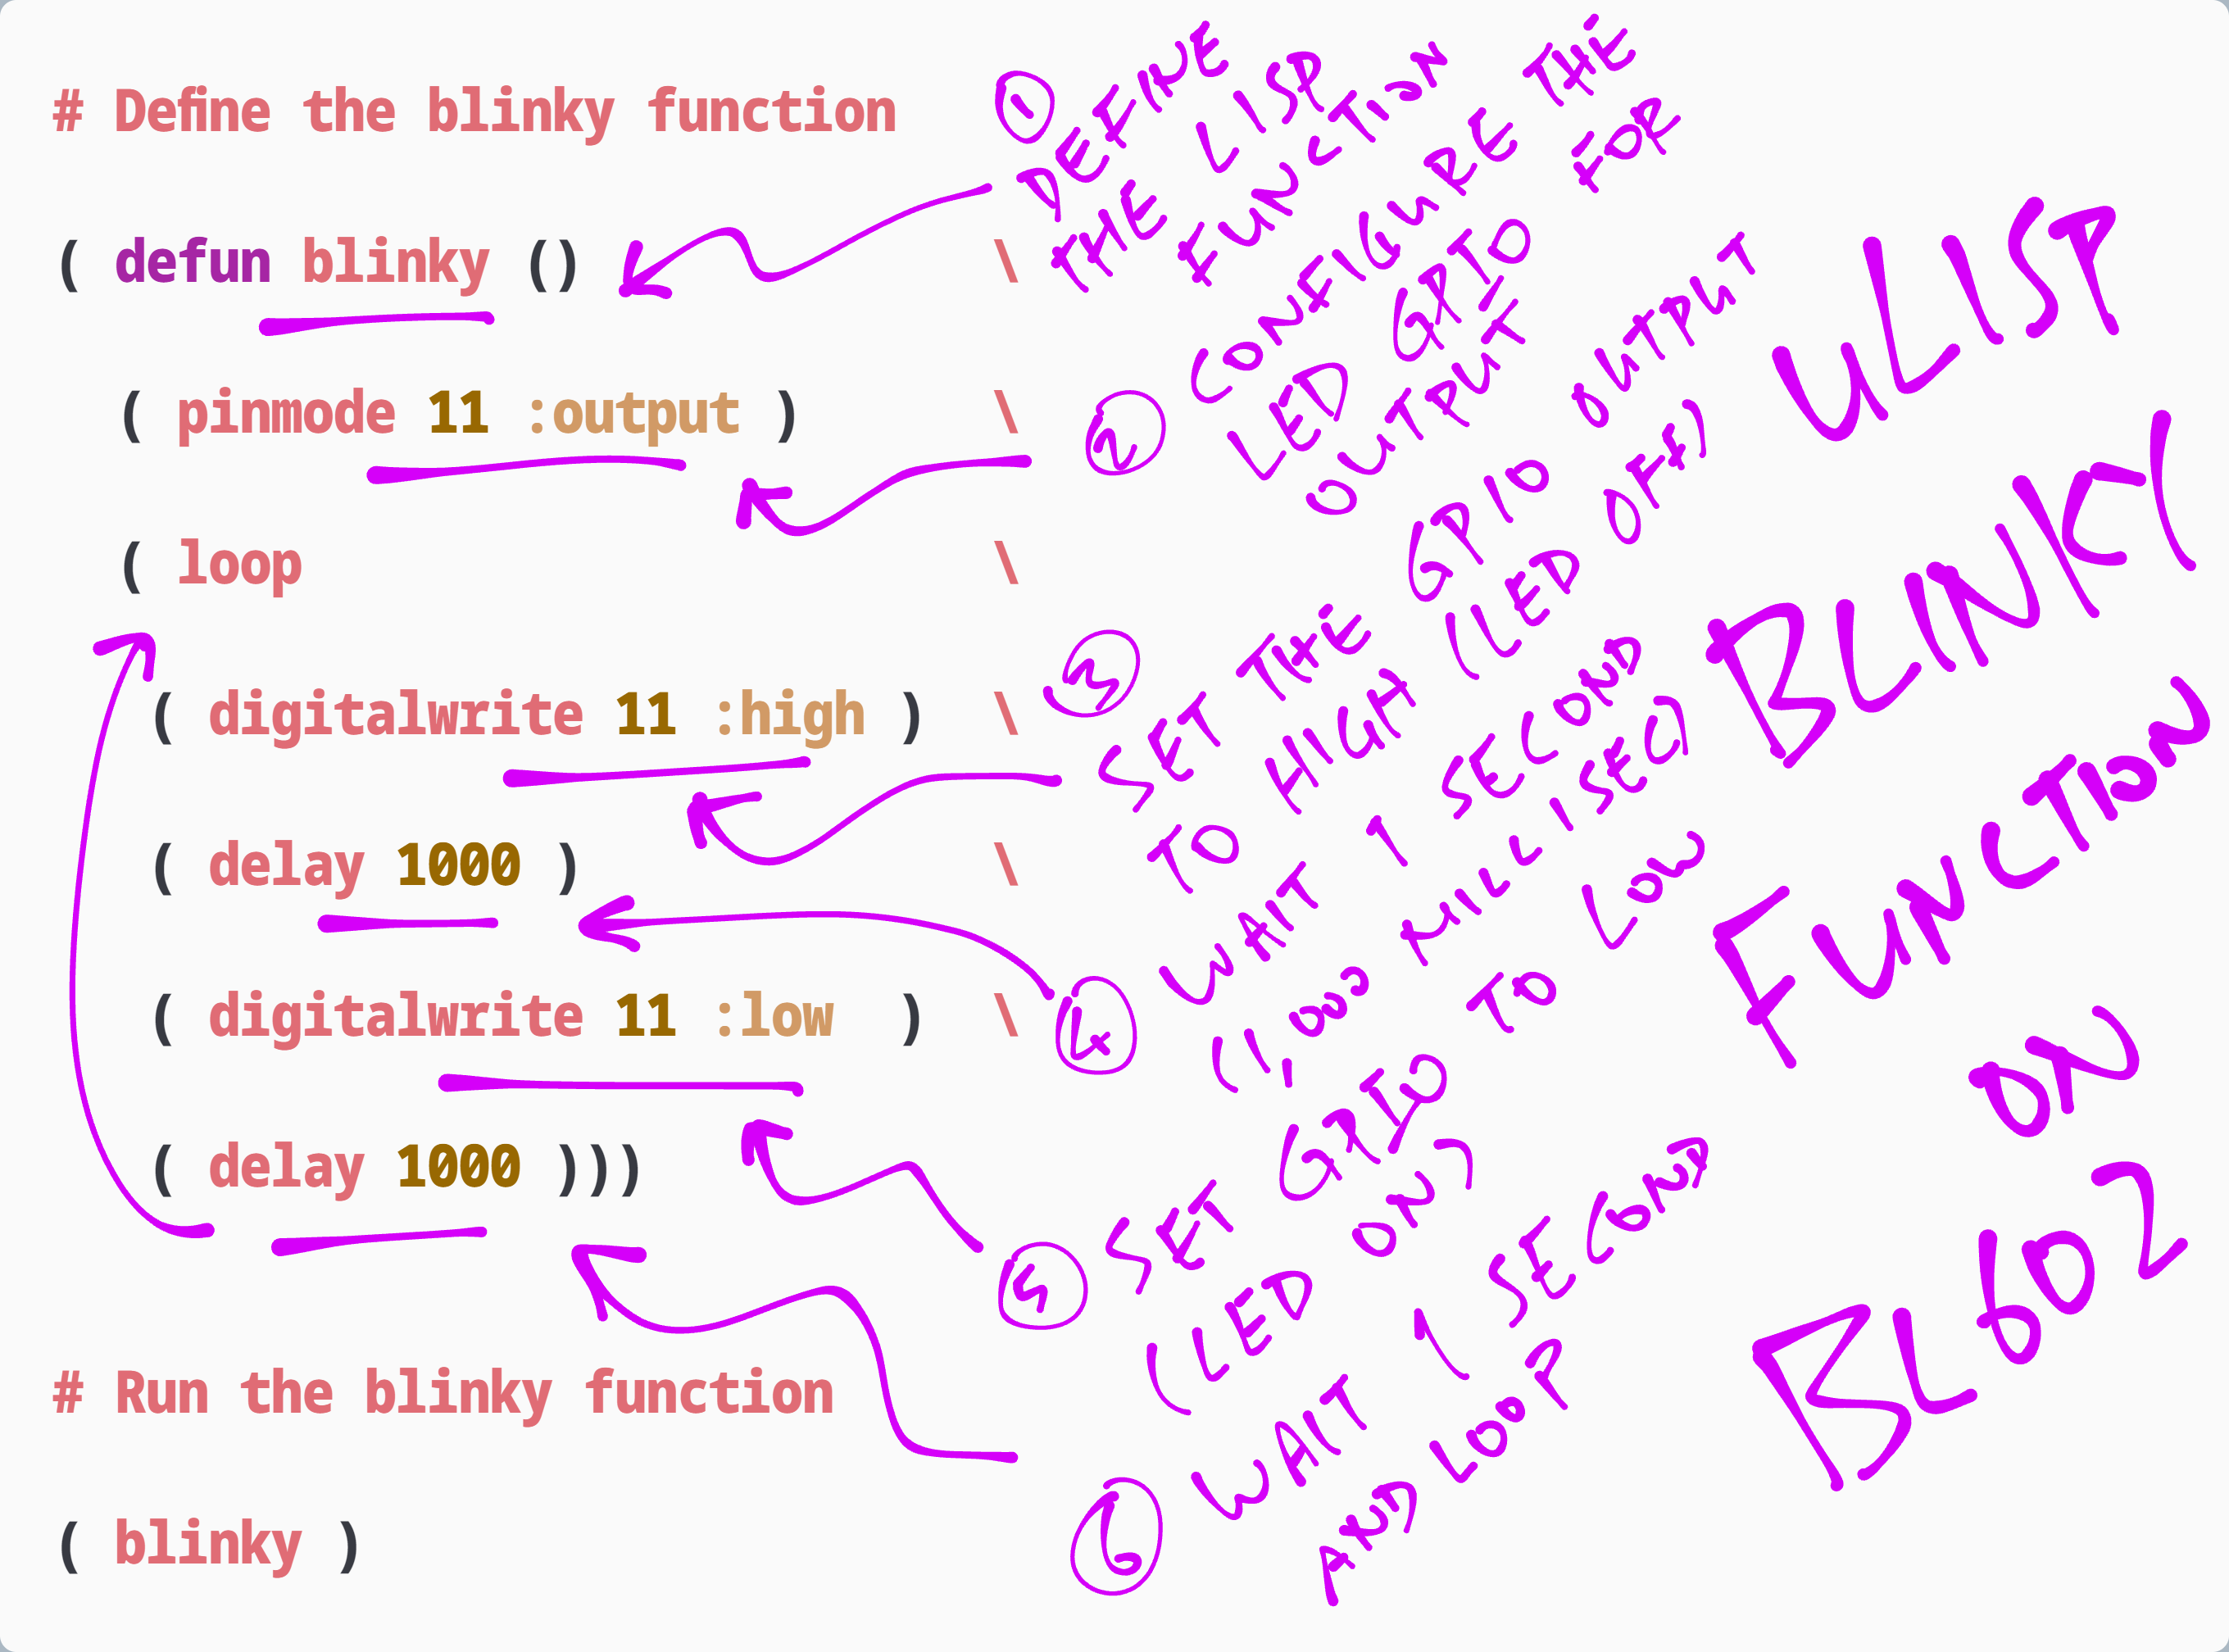 # Define the blinky function
( defun blinky () \
( pinmode 11 :output ) \
( loop \
( digitalwrite 11 :high ) \
( delay 1000 ) \
( digitalwrite 11 :low ) \
( delay 1000 )))
# Run the blinky function
( blinky )
1 DEFINE
THE LISP
FUNCTION
2 CONFIGURE THE
LED GPIO FOR
OUTPUT
OUTPUT
3 SET THE GPIO
TO HIGH (LED OFF)
4 WAIT 1 SECOND
(1,000 MILLISEC)
5 SET GPIO TO LOW
(LED ON)
6 WAIT 1 SECOND
AND LOOP
ULISP
BLINKY
FUNCTION
ON
BL602